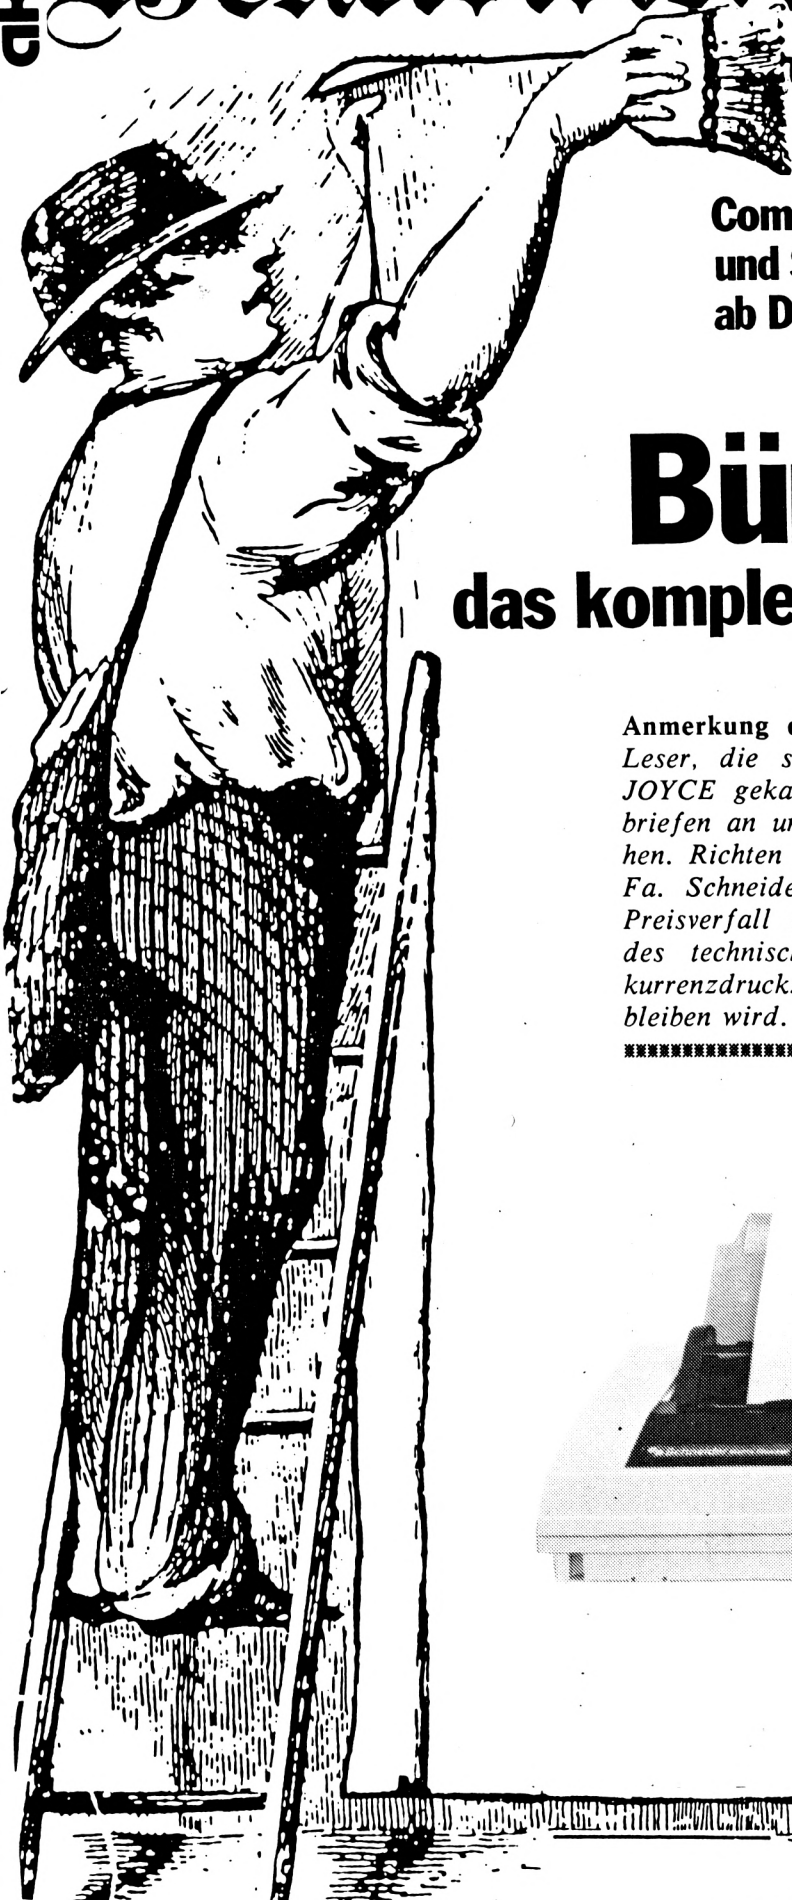 Com
und S
ab D
Bü
das komple
Anmerkung d
Leser, die s
JOYCE geka
briefen an un
hen. Richten
Fa. Schneide
Preisverfall
des technisc
kurrenzdruck
bleiben wird.